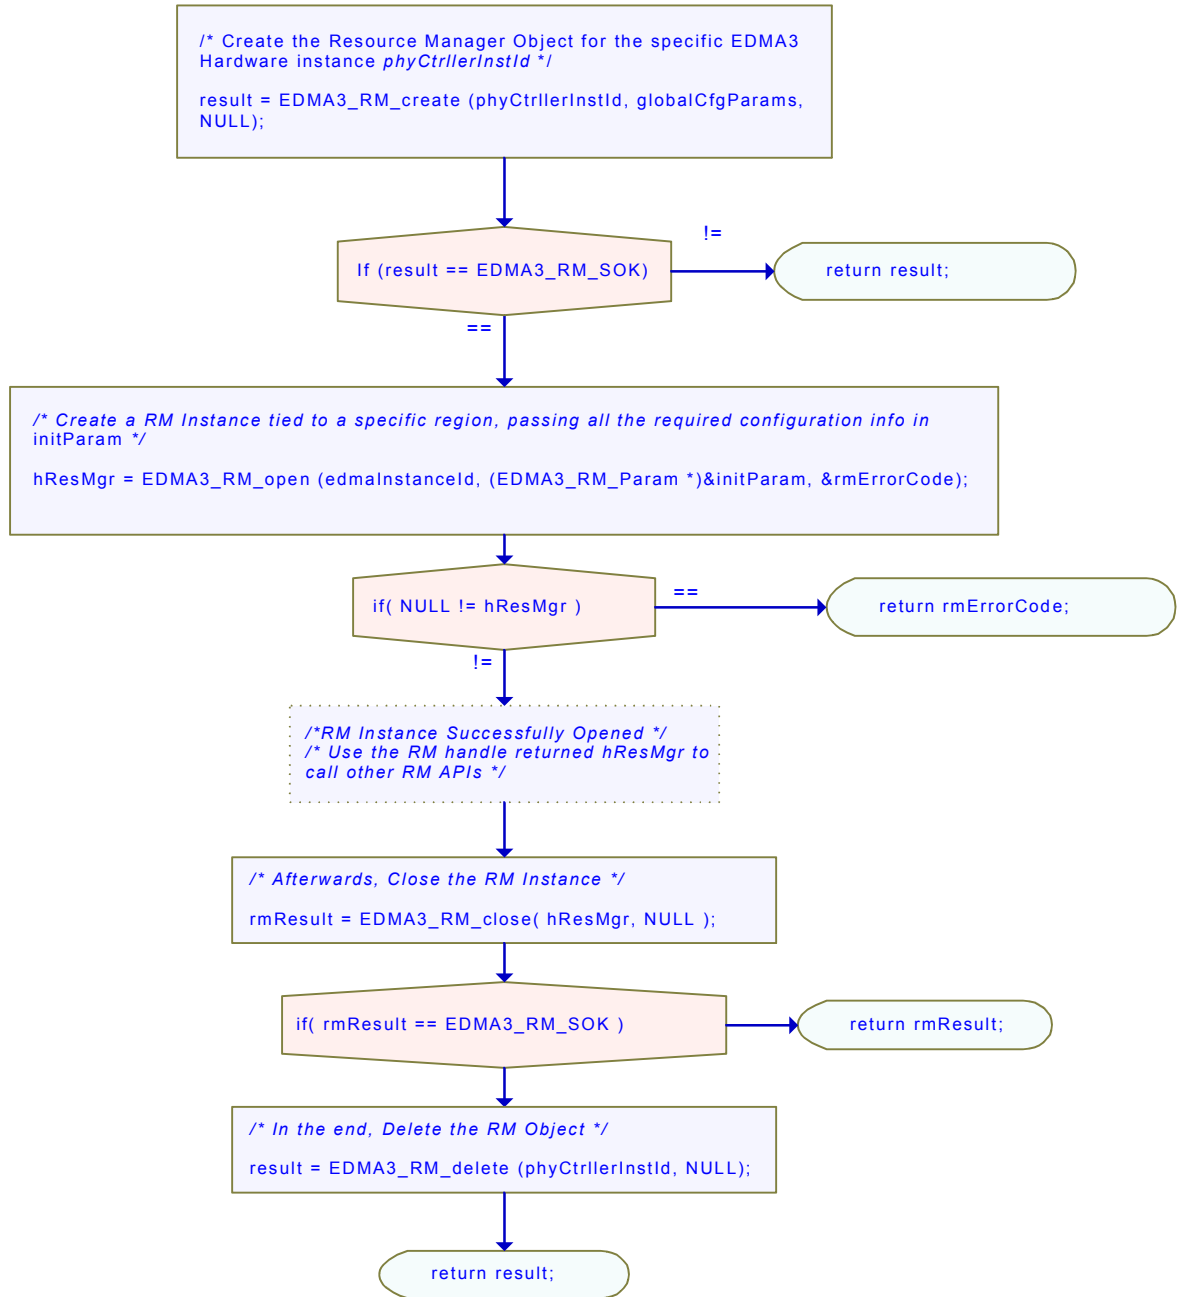 /* Create the Resource Manager Object for the specific EDMA3
Hardware instance phyCtrllerInstId */
result = EDMA3_RM_create (phyCtrllerInstId, globalCfgParams,
NULL);
!=
If (result == EDMA3_RM_SOK)
return result;
==
/* Create a RM Instance tied to a specific region, passing all the required configuration info in
initParam */
hResMgr = EDMA3_RM_open (edmaInstanceId, (EDMA3_RM_Param *)&initParam, &rmErrorCode);
if( NULL != hResMgr )
==
return rmErrorCode;
!=
/*RM Instance Successfully Opened */
/* Use the RM handle returned hResMgr to
call other RM APIs */
/* Afterwards, Close the RM Instance */
rmResult = EDMA3_RM_close( hResMgr, NULL );
if( rmResult == EDMA3_RM_SOK )
return rmResult;
/* In the end, Delete the RM Object */
result = EDMA3_RM_delete (phyCtrllerInstId, NULL);
return result;